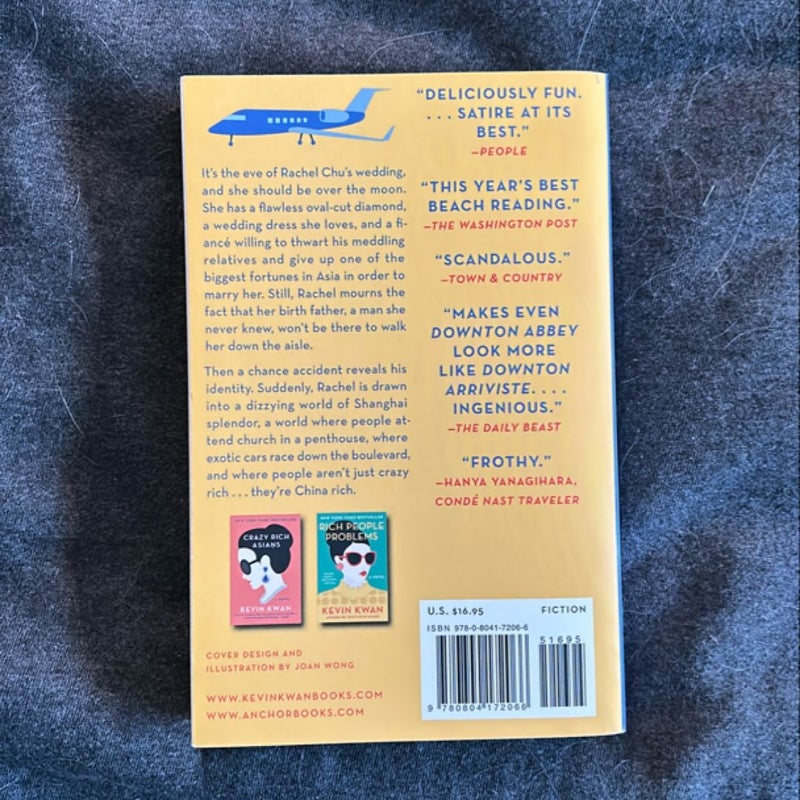 It's the eve of Rachel Chu's wedding,
and she should be over the moon.
She has a flawless oval-cut diamond,
a wedding dress she loves, and a fi-
ancé willing to thwart his meddling
relatives and give up one of the
biggest fortunes in Asia in order to
marry her. Still, Rachel mourns the
fact that her birth father, a man she
never knew, won't be there to walk
her down the aisle.
Then a chance accident reveals his
identity. Suddenly, Rachel is drawn
into a dizzying world of Shanghai
splendor, a world where people at-
tend church in a penthouse, where
exotic cars race down the boulevard,
and where people aren't just crazy
rich . . . they're China rich.
"DELICIOUSLY FUN.
. . . SATIRE AT ITS
BEST."
—PEOPLE
"THIS YEAR'S BEST
BEACH READING."
—THE WASHINGTON POST
"SCANDALOUS."
—TOWN & COUNTRY
"MAKES EVEN
DOWNTON ABBEY
LOOK MORE
LIKE DOWNTON
ARRIVISTE. . . .
INGENIOUS."
—THE DAILY BEAST
"FROTHY."
—HANYA YANAGIHARA,
CONDÉ NAST TRAVELER
NEW YORK TIMES BESTSELLER
CRAZY RICH
ASIANS
KEVIN KWAN
NEW YORK TIMES BESTSELLER
RICH PEOPLE
PROBLEMS
A NOVEL
KEVIN KWAN
COVER DESIGN AND
ILLUSTRATION BY JOAN WONG
WWW.KEVINKWANBOOKS.COM
WWW.ANCHORBOOKS.COM
U.S. $16.95 FICTION
ISBN 978-0-8041-7206-6
51695
9 780804 172066